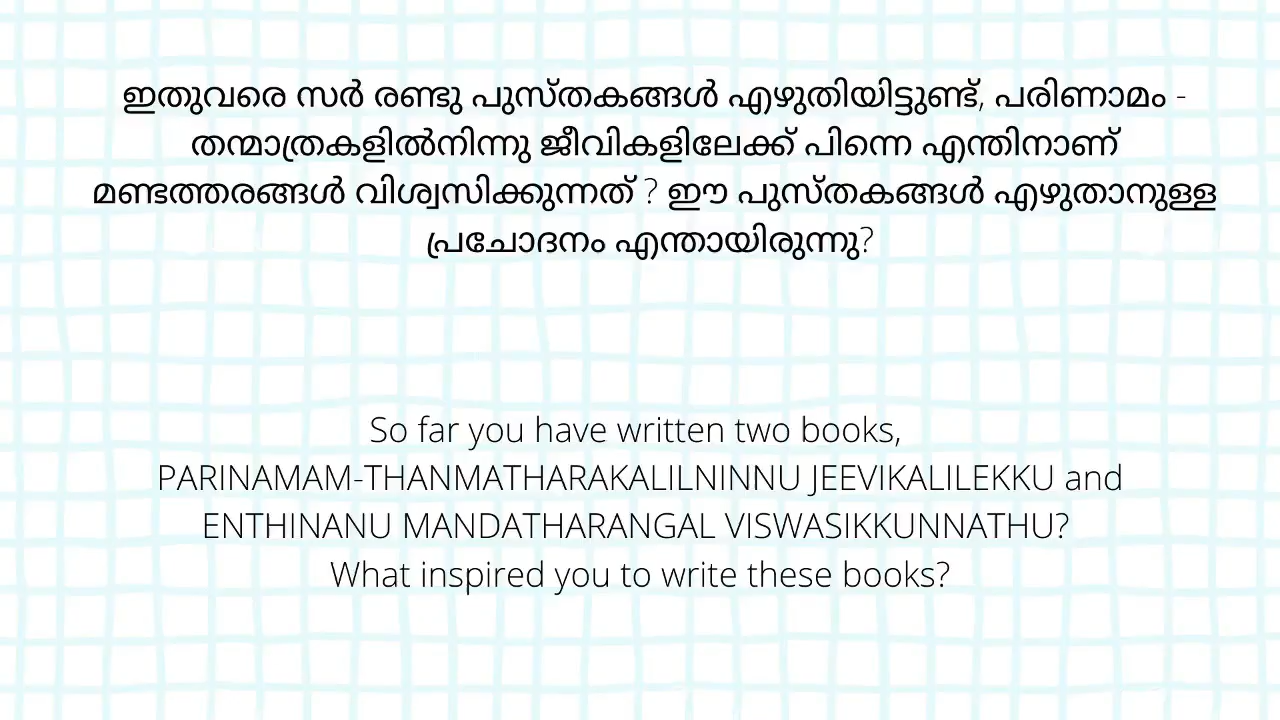 ഇതുവരെ സർ രണ്ടു പുസ്തകങ്ങൾ എഴുതിയിട്ടുണ്ട്, പരിണാമം -
തന്മാത്രകളിൽനിന്നു ജീവികളിലേക്ക് പിന്നെ എന്തിനാണ്
മണ്ടത്തരങ്ങൾ വിശ്വസിക്കുന്നത് ? ഈ പുസ്തകങ്ങൾ എഴുതാനുള്ള
പ്രചോദനം എന്തായിരുന്നു?
So far you have written two books,
PARINAMAM-THANMATHARAKALILNINNU JEEVIKALILEKKU and
ENTHINANU MANDATHARANGAL VISWASIKKUNNATHU?
What inspired you to write these books?